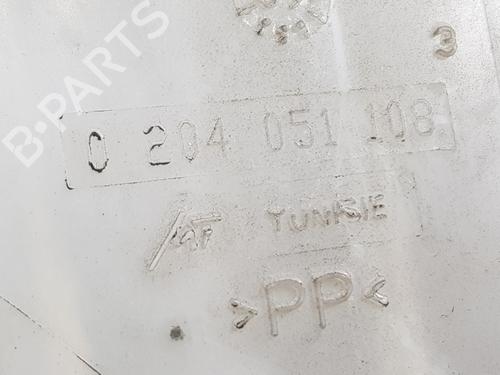 B-PARTS
3
0 204 051 108
TUNISIE
>PP<